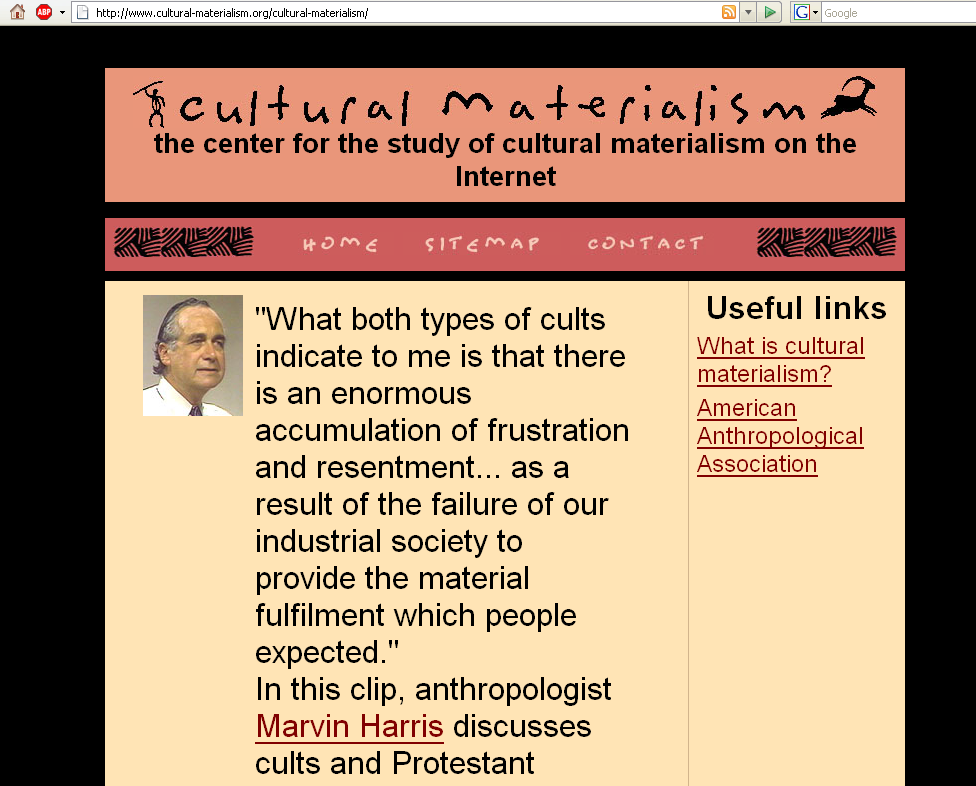 ABP
http://www.cultural-materialism.org/cultural-materialism/
G
Google
cultural Materialism
the center for the study of cultural materialism on the
Internet
HOME SITEMAP CONTACT
"What both types of cults
indicate to me is that there
is an enormous
accumulation of frustration
and resentment... as a
result of the failure of our
industrial society to
provide the material
fulfilment which people
expected."
In this clip, anthropologist
Marvin Harris discusses
cults and Protestant
Useful links
What is cultural
materialism?
American
Anthropological
Association